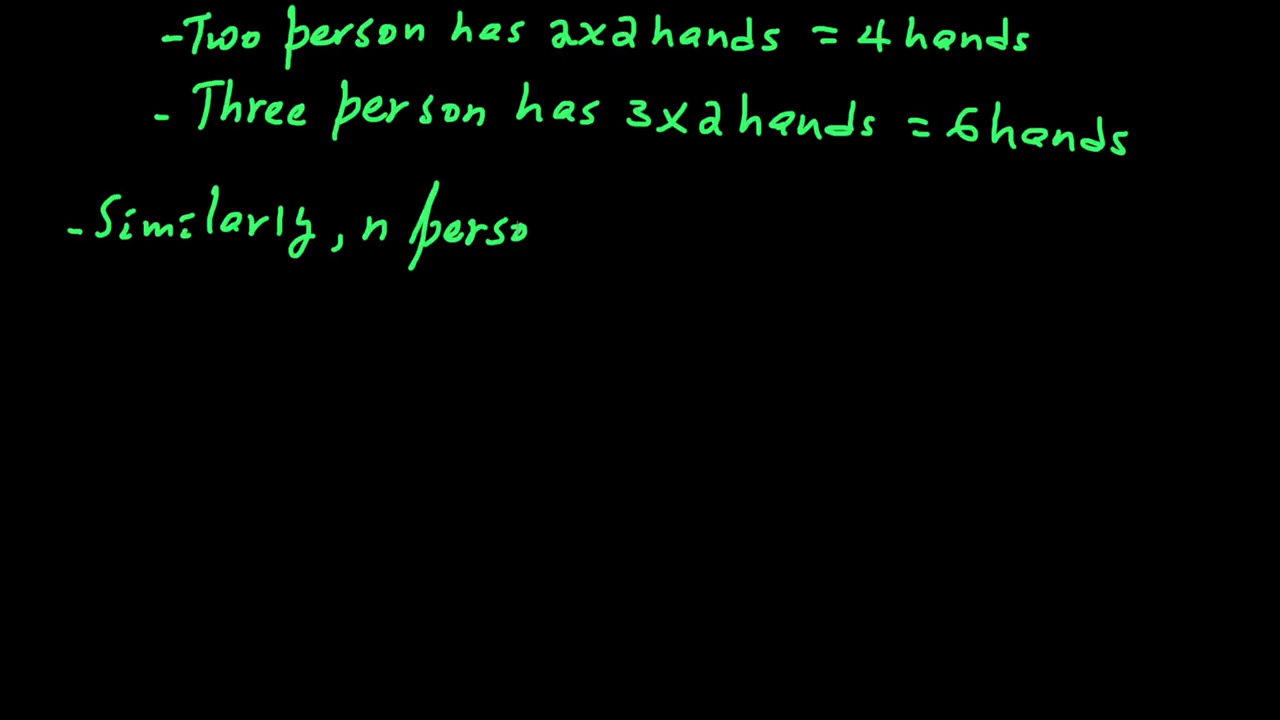 -Two person has 2x2 hands = 4 hands
- Three person has 3x2 hands = 6 hands
- Similarly, n perso